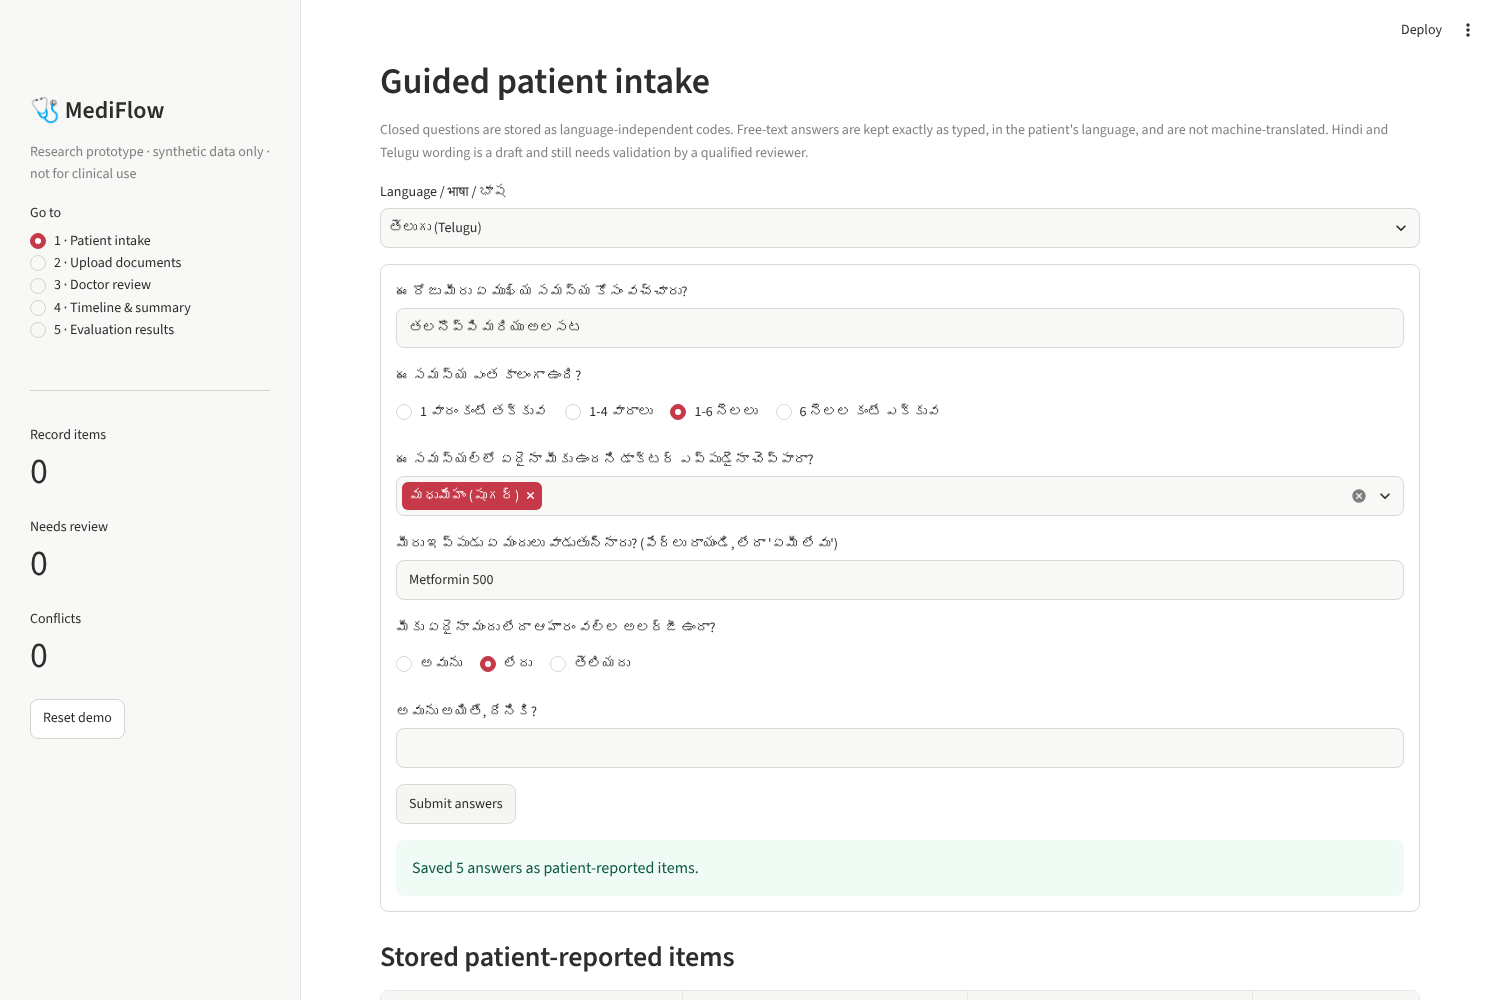 Deploy
🩺 MediFlow
Research prototype · synthetic data only ·
not for clinical use
Go to
1 · Patient intake
2 · Upload documents
3 · Doctor review
4 · Timeline & summary
5 · Evaluation results
Record items
0
Needs review
0
Conflicts
0
Reset demo
Guided patient intake
Closed questions are stored as language-independent codes. Free-text answers are kept exactly as typed, in the patient's language, and are not machine-translated. Hindi and
Telugu wording is a draft and still needs validation by a qualified reviewer.
Language / भाषा / భాష
తెలుగు (Telugu)
ఈ రోజు మీరు ఏ ముఖ్య సమస్య కోసం వచ్చారు?
తలనొప్పి మరియు అలసట
ఈ సమస్య ఎంత కాలంగా ఉంది?
1 వారం కంటే తక్కువ 1-4 వారాలు 1-6 నెలలు 6 నెలల కంటే ఎక్కువ
ఈ సమస్యల్లో ఏదైనా మీకు ఉందని డాక్టర్ ఎప్పుడైనా చెప్పారా?
మధుమేహం (షుగర్)
మీరు ఇప్పుడు ఏ మందులు వాడుతున్నారు? (పేర్లు రాయండి, లేదా 'ఏమీ లేవు')
Metformin 500
మీకు ఏదైనా మందు లేదా ఆహారం వల్ల అలర్జీ ఉందా?
అవును లేదు తెలియదు
అవును అయితే, దేనికి?
Submit answers
Saved 5 answers as patient-reported items.
Stored patient-reported items